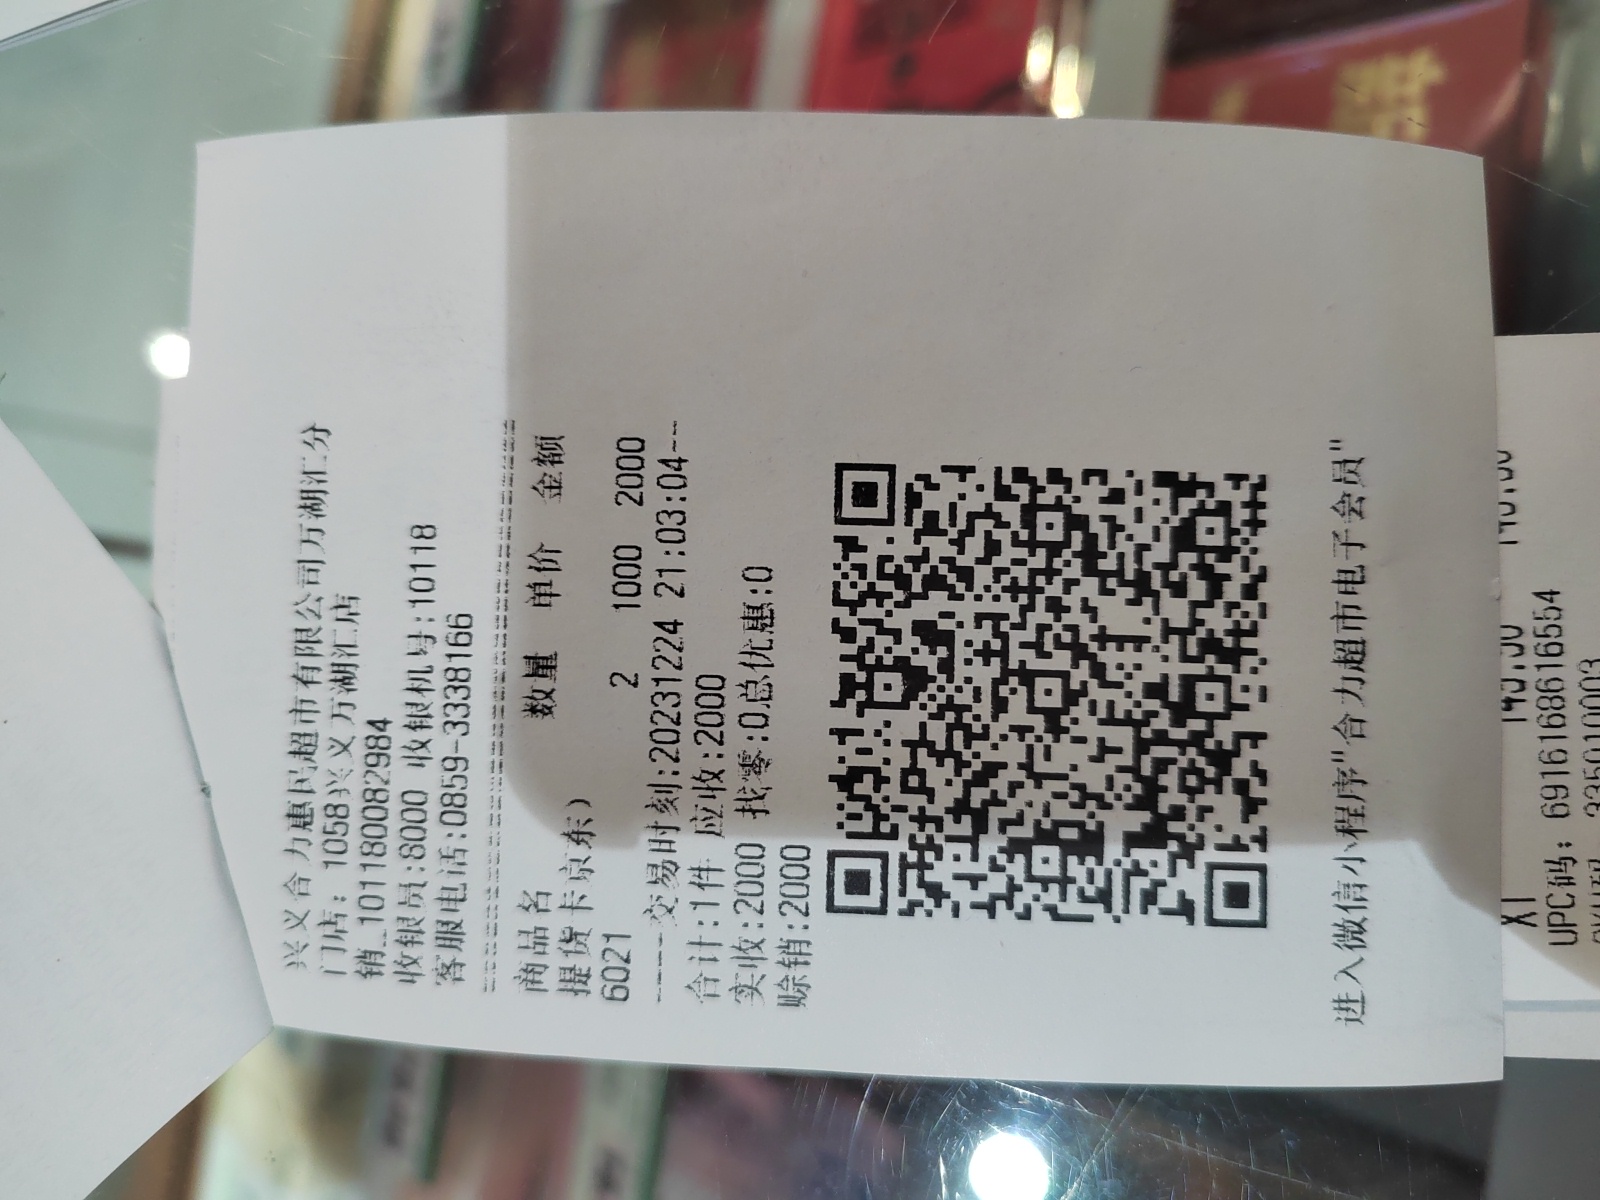 兴义合力惠民超市有限公司万湖汇分
门店：1058兴义万湖汇店
销_101180082984
收银员:8000 收银机号:10118
客服电话:0859-3338166
商品名 数量 单价 金额
提货卡京东）
6021 2 1000 2000
----交易时刻:20231224 21:03:04--
合计:1件 应收:2000
实收:2000 找零:0总优惠:0
赊销:2000
进入微信小程序"合力超市电子会员"
X1
UPC码：6916168616554
335010003